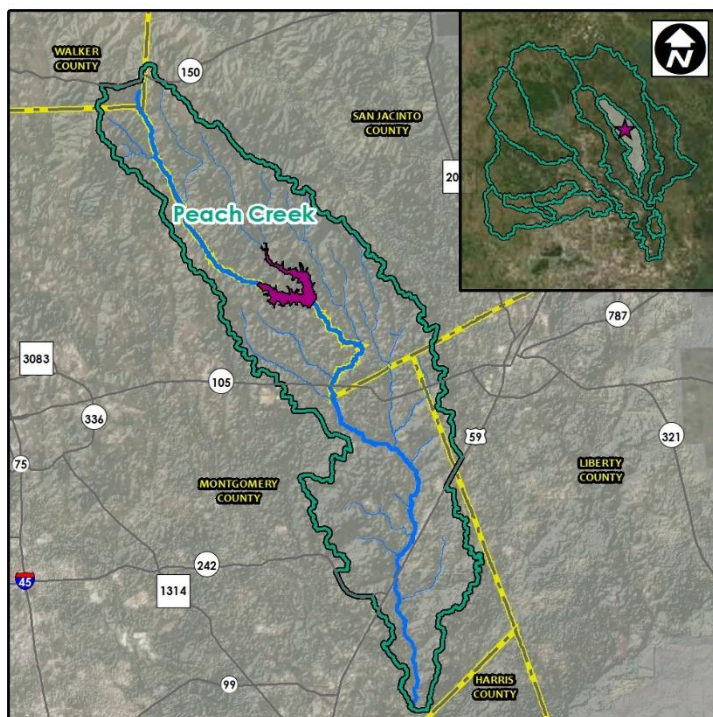 WALKER
COUNTY
150
SAN JACINTO
COUNTY
N
20
Peach Creek
787
3083
105
336
59
321
75
MONTGOMERY
COUNTY
LIBERTY
COUNTY
242
45
1314
99
HARRIS
COUNTY